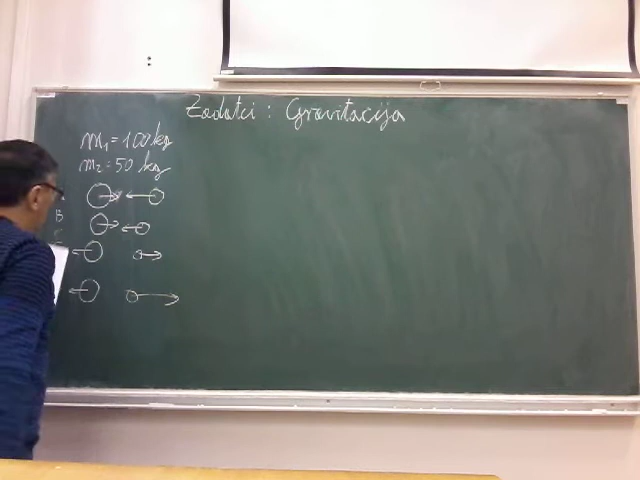 Zadatci : Gravitacija
m₁ = 100 kg
m₂ = 50 kg
B